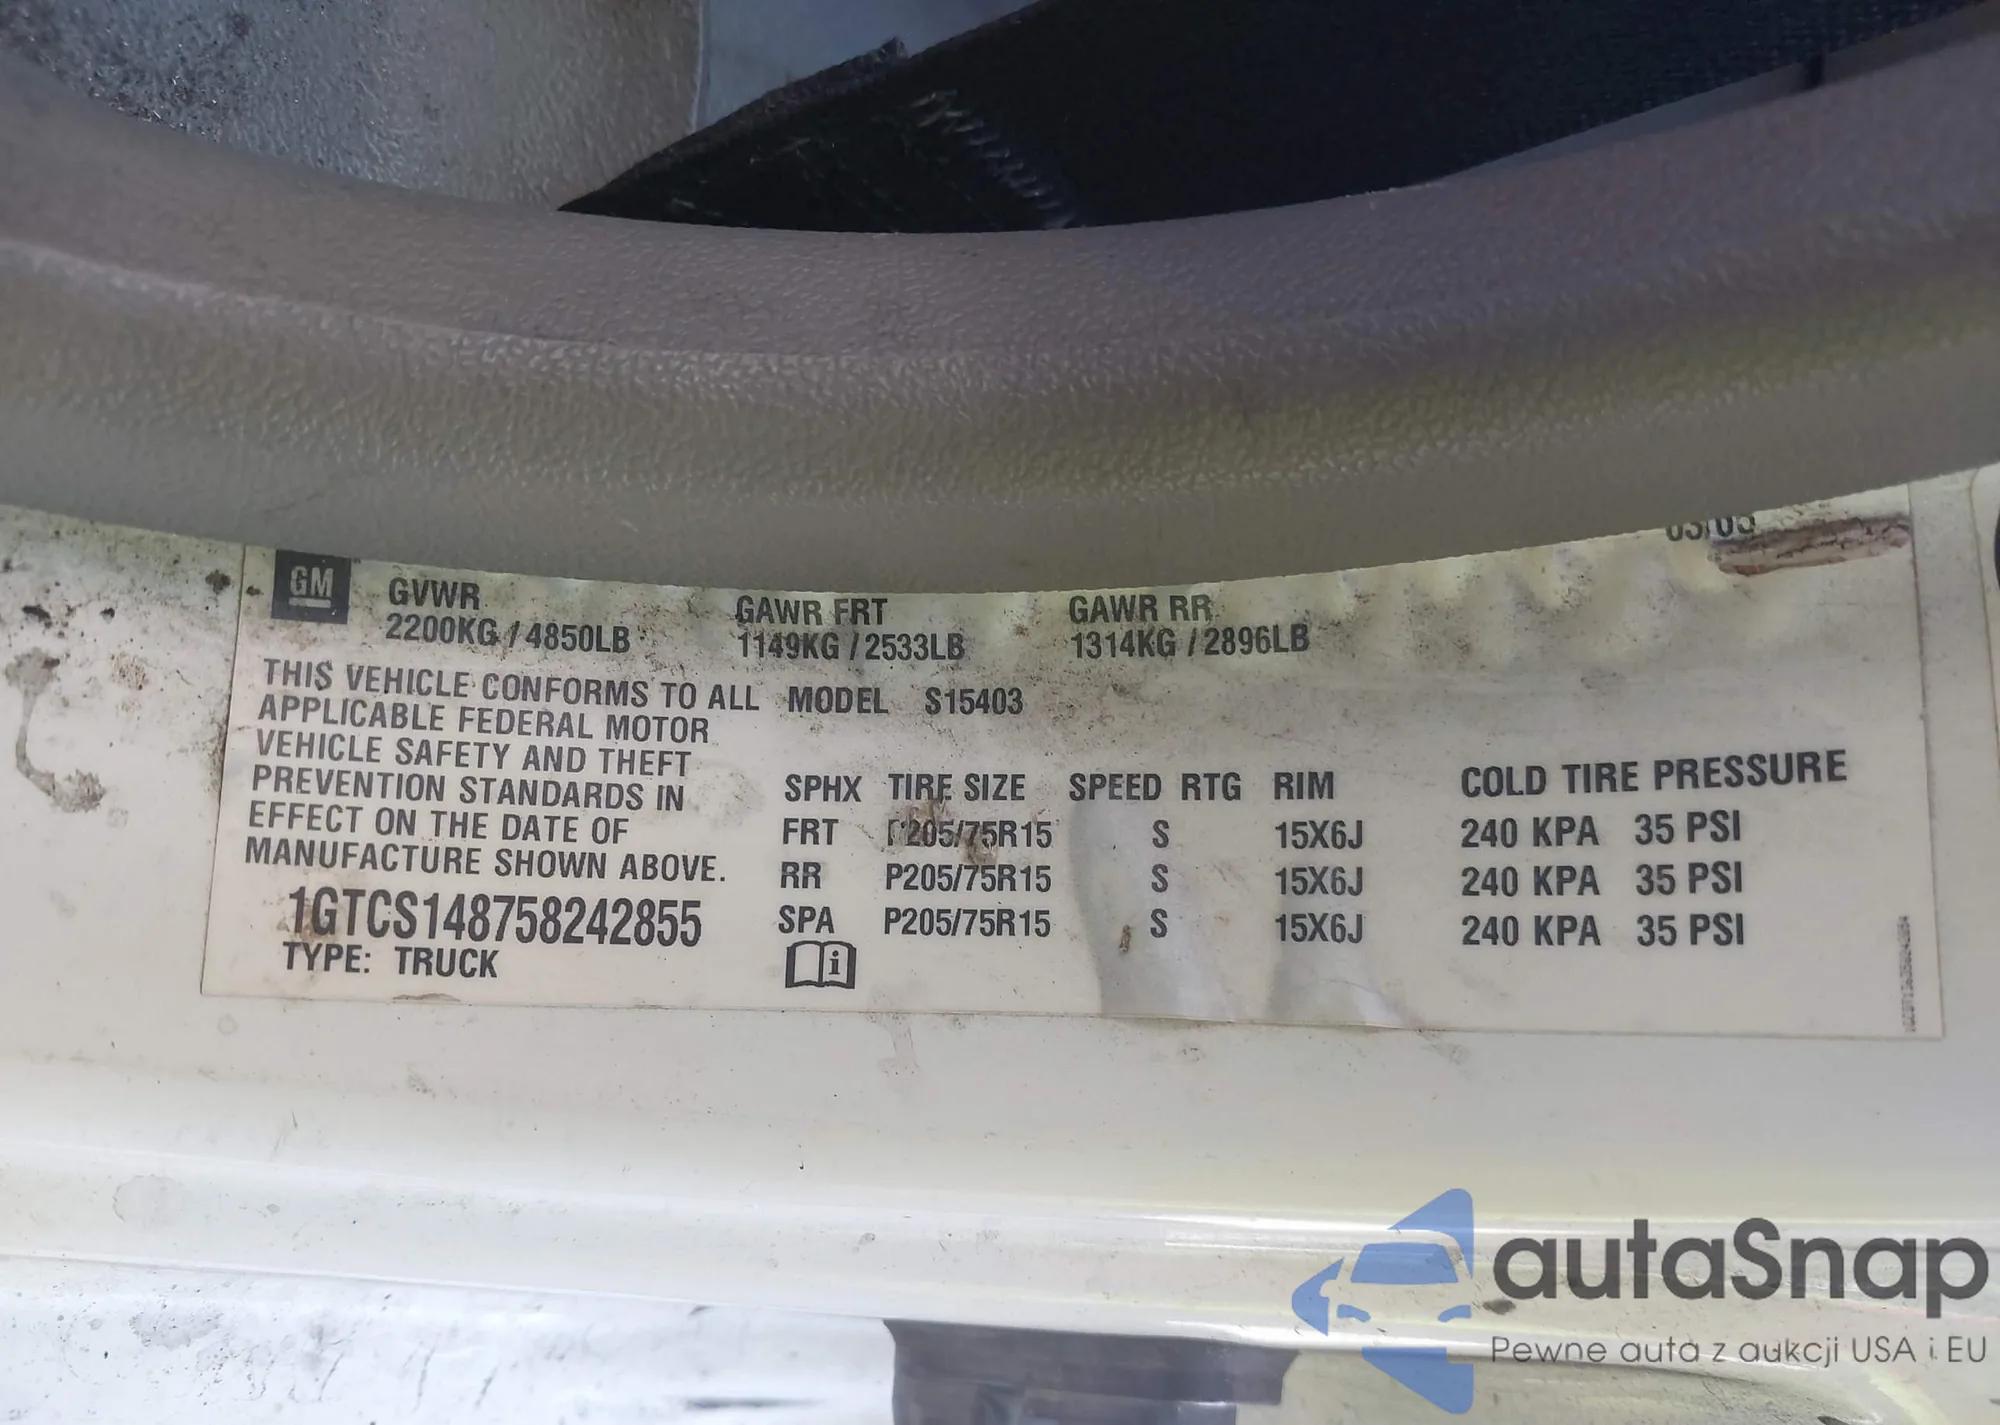 03/05
GM
GVWR GAWR FRT GAWR RR
2200KG / 4850LB 1149KG / 2533LB 1314KG / 2896LB
THIS VEHICLE CONFORMS TO ALL MODEL S15403
APPLICABLE FEDERAL MOTOR
VEHICLE SAFETY AND THEFT
PREVENTION STANDARDS IN
EFFECT ON THE DATE OF
MANUFACTURE SHOWN ABOVE.
1GTCS148758242855
TYPE: TRUCK
SPHX TIRE SIZE SPEED RTG RIM COLD TIRE PRESSURE
FRT P205/75R15 S 15X6J 240 KPA 35 PSI
RR P205/75R15 S 15X6J 240 KPA 35 PSI
SPA P205/75R15 S 15X6J 240 KPA 35 PSI
i
autaSnap
Pewne auta z aukcji USA i EU